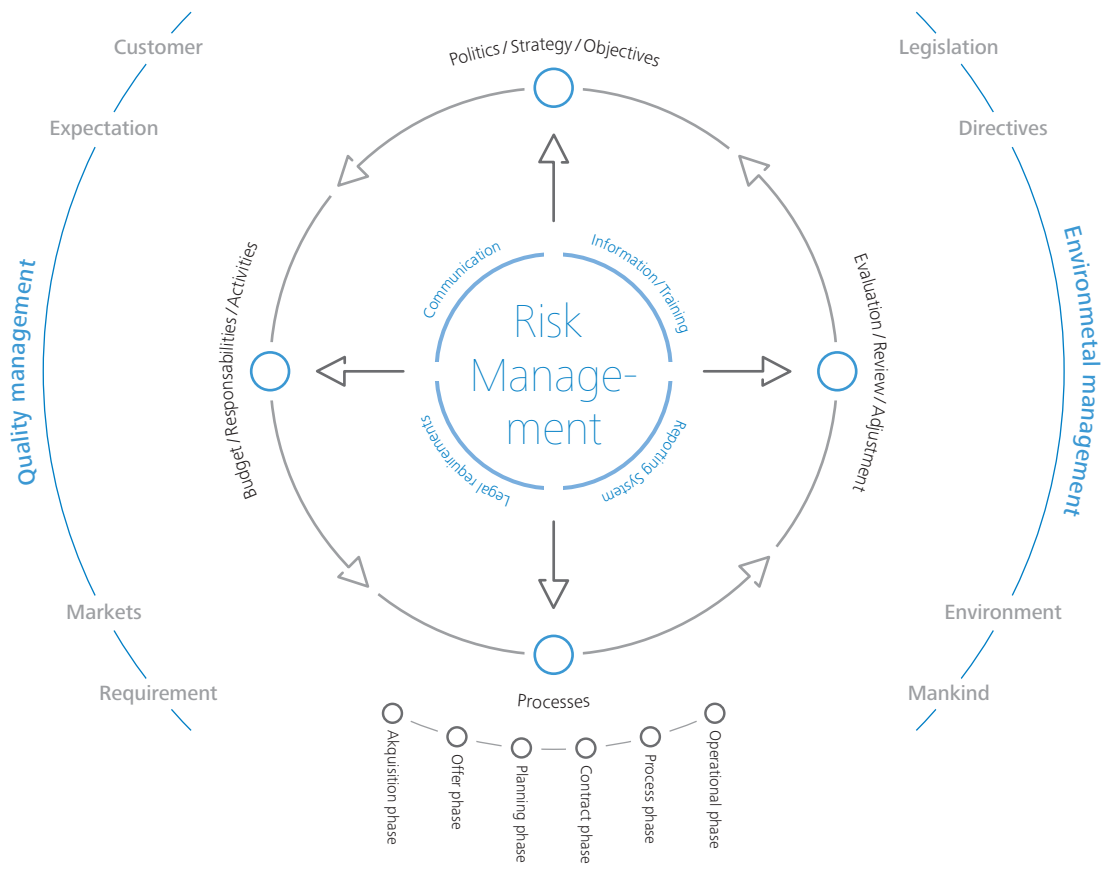 Customer
Expectation
Quality management
Markets
Requirement
Politics / Strategy / Objectives
Budget / Responsabilities / Activities
Communication
Information / Training
Risk
Manage-
ment
Legal requirements
Reporting System
Evaluation / Review / Adjustment
Processes
Akquisition phase
Offer phase
Planning phase
Contract phase
Process phase
Operational phase
Legislation
Directives
Environmetal management
Environment
Mankind